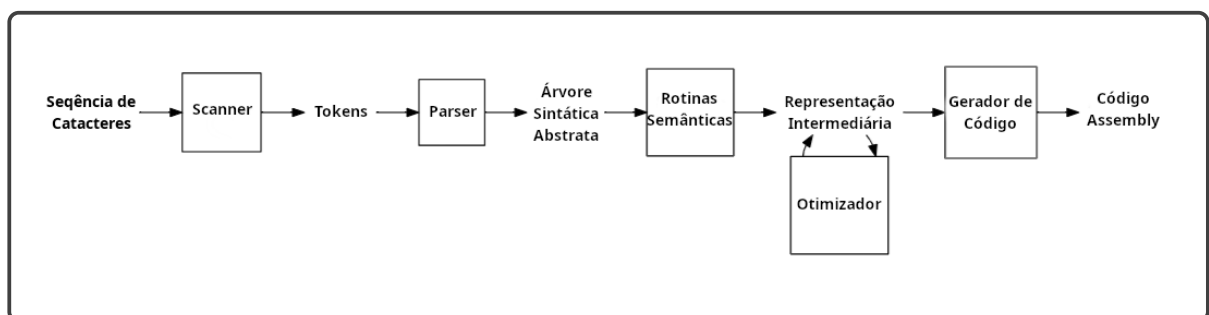 Seqência de
Catacteres
Scanner
Tokens
Parser
Árvore
Sintática
Abstrata
Rotinas
Semânticas
Representação
Intermediária
Gerador de
Código
Código
Assembly
Otimizador